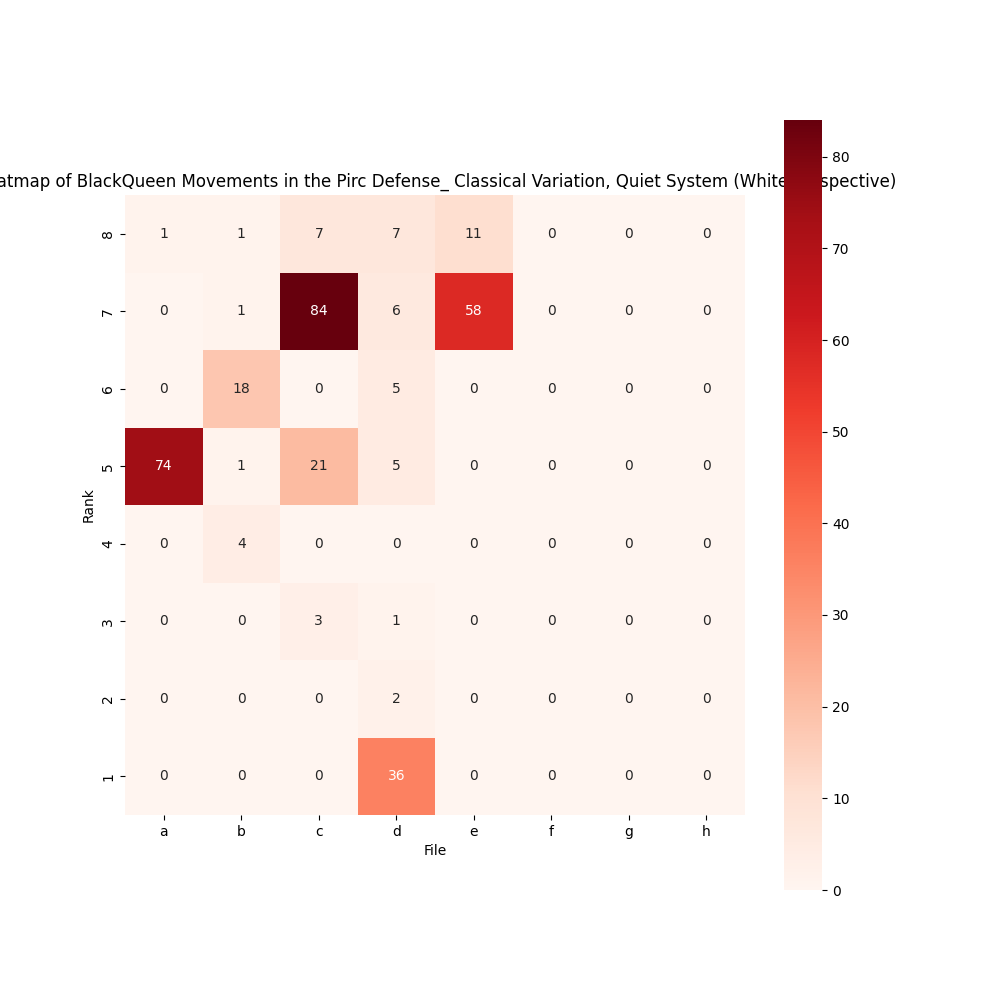 atmap of BlackQueen Movements in the Pirc Defense_ Classical Variation, Quiet System (White spective)
80
70
60
50
40
30
20
10
0
Rank
8 1 1 7 7 11 0 0 0
7 0 1 84 6 58 0 0 0
6 0 18 0 5 0 0 0 0
5 74 1 21 5 0 0 0 0
4 0 4 0 0 0 0 0 0
3 0 0 3 1 0 0 0 0
2 0 0 0 2 0 0 0 0
1 0 0 0 36 0 0 0 0
a b c d e f g h
File